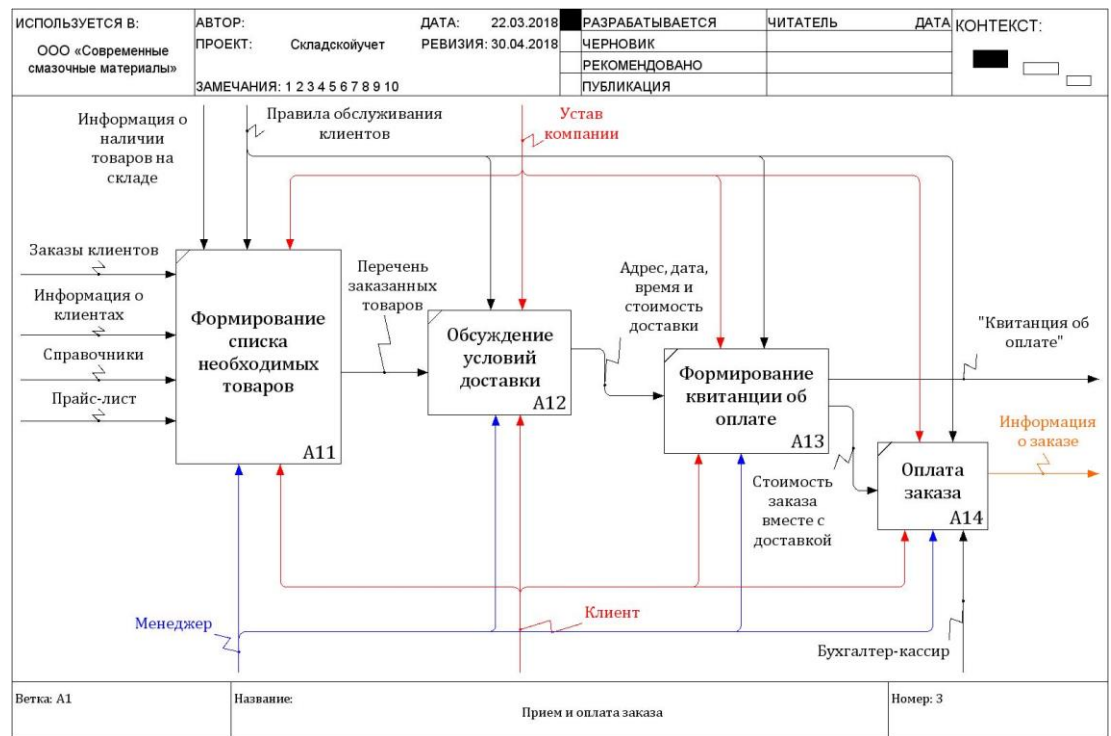 ИСПОЛЬЗУЕТСЯ В:
ООО «Современные
смазочные материалы»
АВТОР:
ДАТА: 22.03.2018
ПРОЕКТ: Складскойучет
РЕВИЗИЯ: 30.04.2018
ЗАМЕЧАНИЯ: 1 2 3 4 5 6 7 8 9 10
РАЗРАБАТЫВАЕТСЯ
ЧЕРНОВИК
РЕКОМЕНДОВАНО
ПУБЛИКАЦИЯ
ЧИТАТЕЛЬ
ДАТА
КОНТЕКСТ:
Информация о
наличии
товаров на
складе
Правила обслуживания
клиентов
Устав
компании
Заказы клиентов
Информация о
клиентах
Справочники
Прайс-лист
Формирование
списка
необходимых
товаров
A11
Перечень
заказанных
товаров
Обсуждение
условий
доставки
A12
Адрес, дата,
время и
стоимость
доставки
Формирование
квитанции об
оплате
A13
"Квитанция об
оплате"
Стоимость
заказа
вместе с
доставкой
Оплата
заказа
A14
Информация
о заказе
Менеджер
Клиент
Бухгалтер-кассир
Ветка: A1
Название:
Прием и оплата заказа
Номер: 3